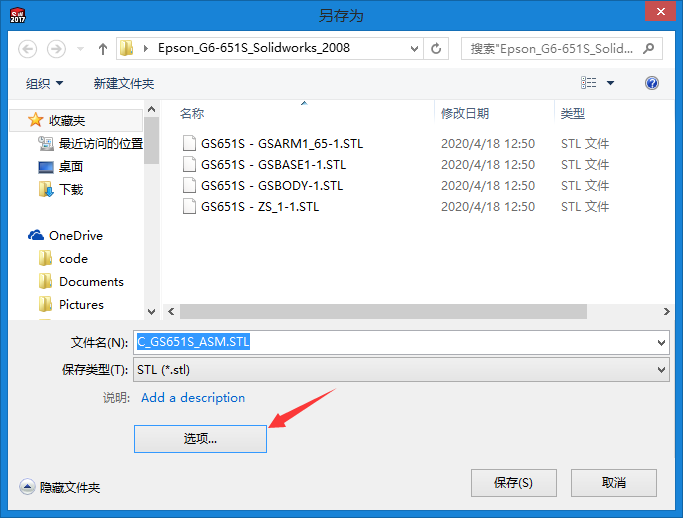 SW
2017
另存为
Epson_G6-651S_Solidworks_2008
搜索"Epson_G6-651S_Solid...
组织
新建文件夹
收藏夹
最近访问的位置
桌面
下载
OneDrive
code
Documents
Pictures
名称 修改日期 类型
GS651S - GSARM1_65-1.STL 2020/4/18 12:50 STL 文件
GS651S - GSBASE1-1.STL 2020/4/18 12:50 STL 文件
GS651S - GSBODY-1.STL 2020/4/18 12:50 STL 文件
GS651S - ZS_1-1.STL 2020/4/18 12:50 STL 文件
文件名(N): C_GS651S_ASM.STL
保存类型(T): STL (*.stl)
说明: Add a description
选项...
隐藏文件夹
保存(S)
取消